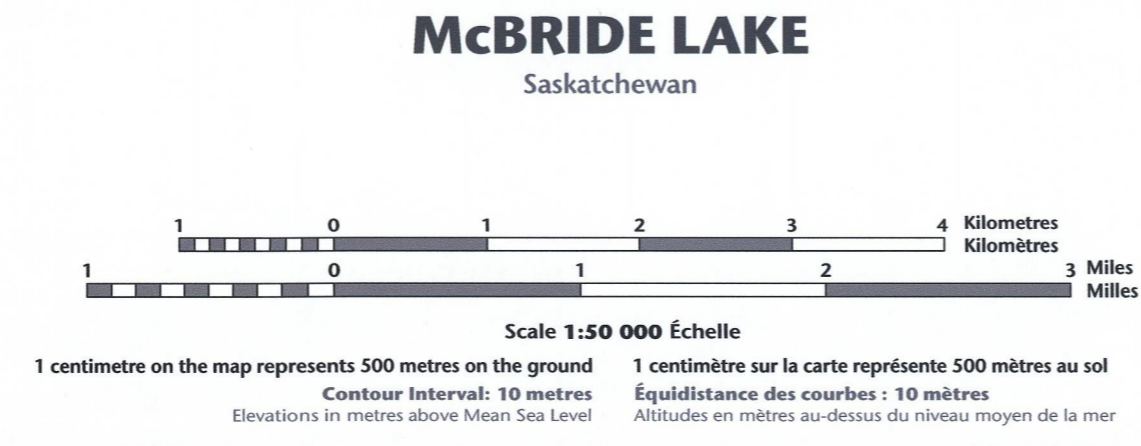 McBRIDE LAKE
Saskatchewan
1 0 1 2 3 4 Kilometres
Kilomètres
1 0 1 2 3 Miles
Milles
Scale 1:50 000 Échelle
1 centimetre on the map represents 500 metres on the ground
Contour Interval: 10 metres
Elevations in metres above Mean Sea Level
1 centimètre sur la carte représente 500 mètres au sol
Équidistance des courbes : 10 mètres
Altitudes en mètres au-dessus du niveau moyen de la mer